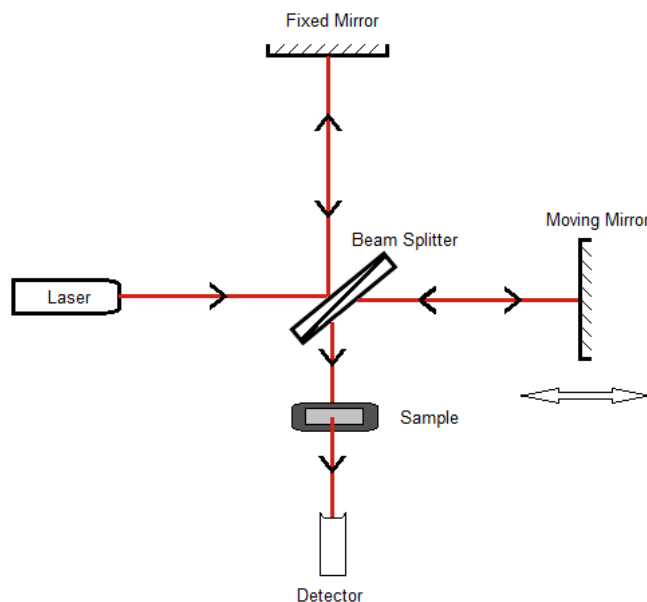 Fixed Mirror
Moving Mirror
Beam Splitter
Laser
Sample
Detector